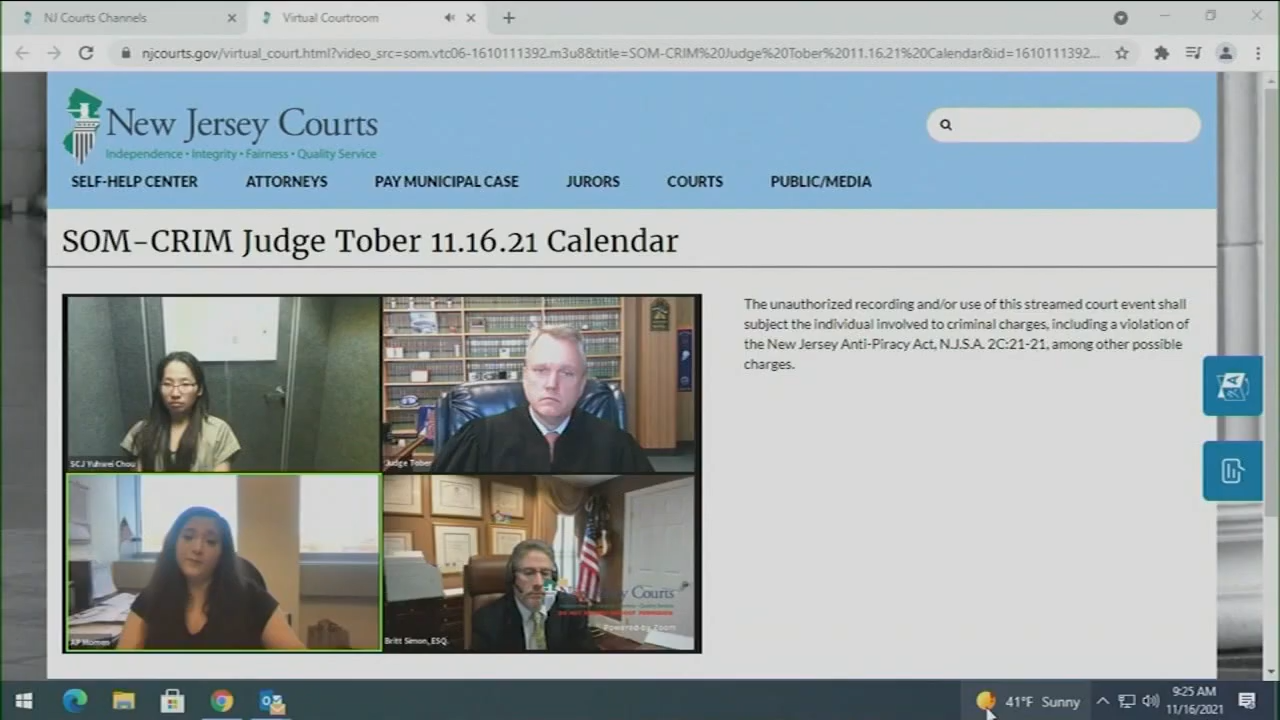 NJ Courts Channels
Virtual Courtroom
njcourts.gov/virtual_court.html?video_src=som.vtc06-1610111392.m3u8&title=SOM-CRIM%20Judge%20Tober%2011.16.21%20Calendar&id=1610111392...
New Jersey Courts
Independence • Integrity • Fairness • Quality Service
SELF-HELP CENTER ATTORNEYS PAY MUNICIPAL CASE JURORS COURTS PUBLIC/MEDIA
SOM-CRIM Judge Tober 11.16.21 Calendar
The unauthorized recording and/or use of this streamed court event shall
subject the individual involved to criminal charges, including a violation of
the New Jersey Anti-Piracy Act, N.J.S.A. 2C:21-21, among other possible
charges.
SCJ Yuhwei Chou
Judge Tober
AP Momen
Britt Simon, ESQ.
New Jersey Courts
Powered by Zoom
41°F Sunny
9:25 AM
11/16/2021